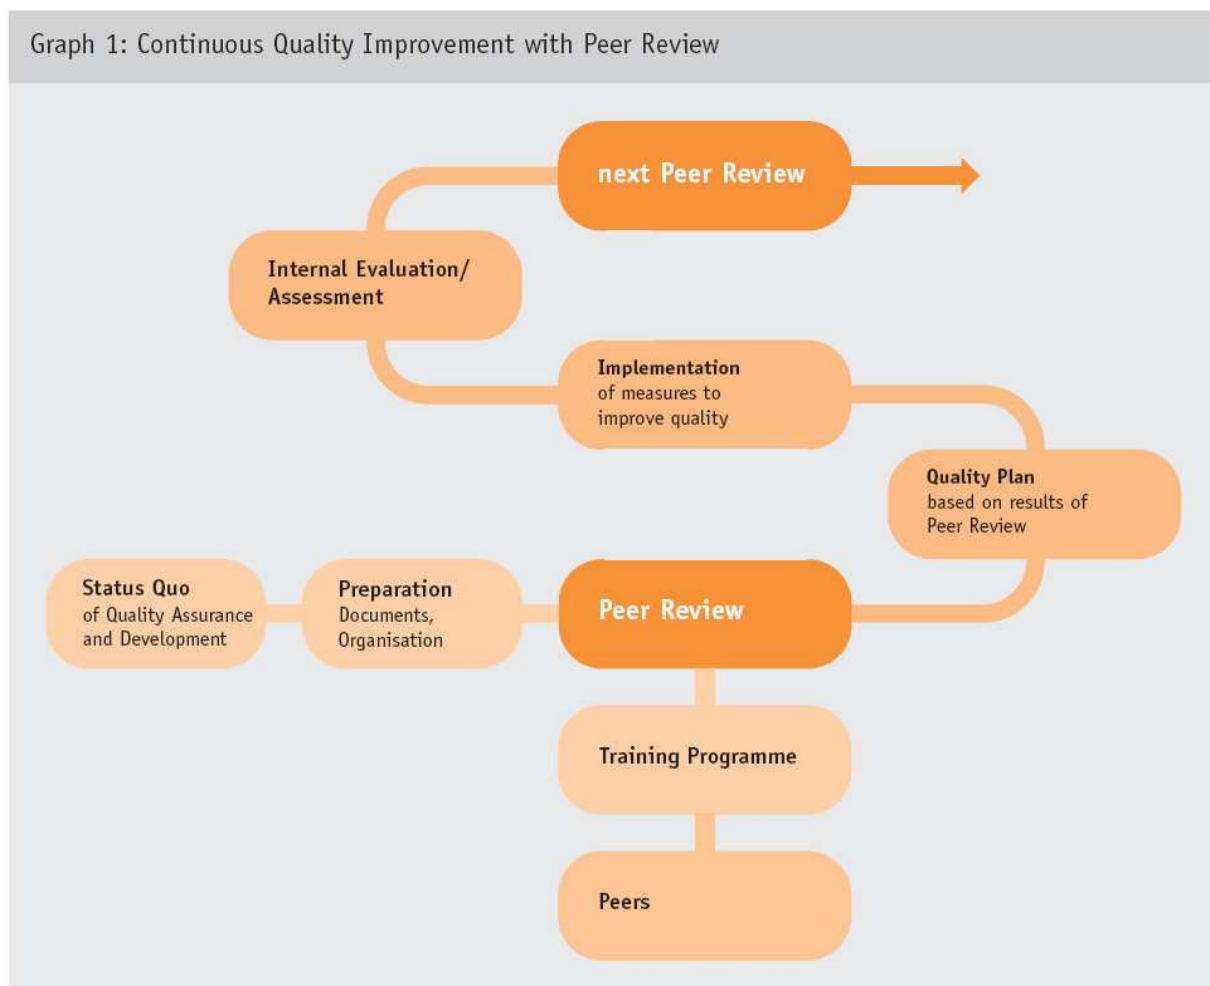 Graph 1: Continuous Quality Improvement with Peer Review
next Peer Review
Internal Evaluation/
Assessment
Implementation
of measures to
improve quality
Quality Plan
based on results of
Peer Review
Status Quo
of Quality Assurance
and Development
Preparation
Documents,
Organisation
Peer Review
Training Programme
Peers